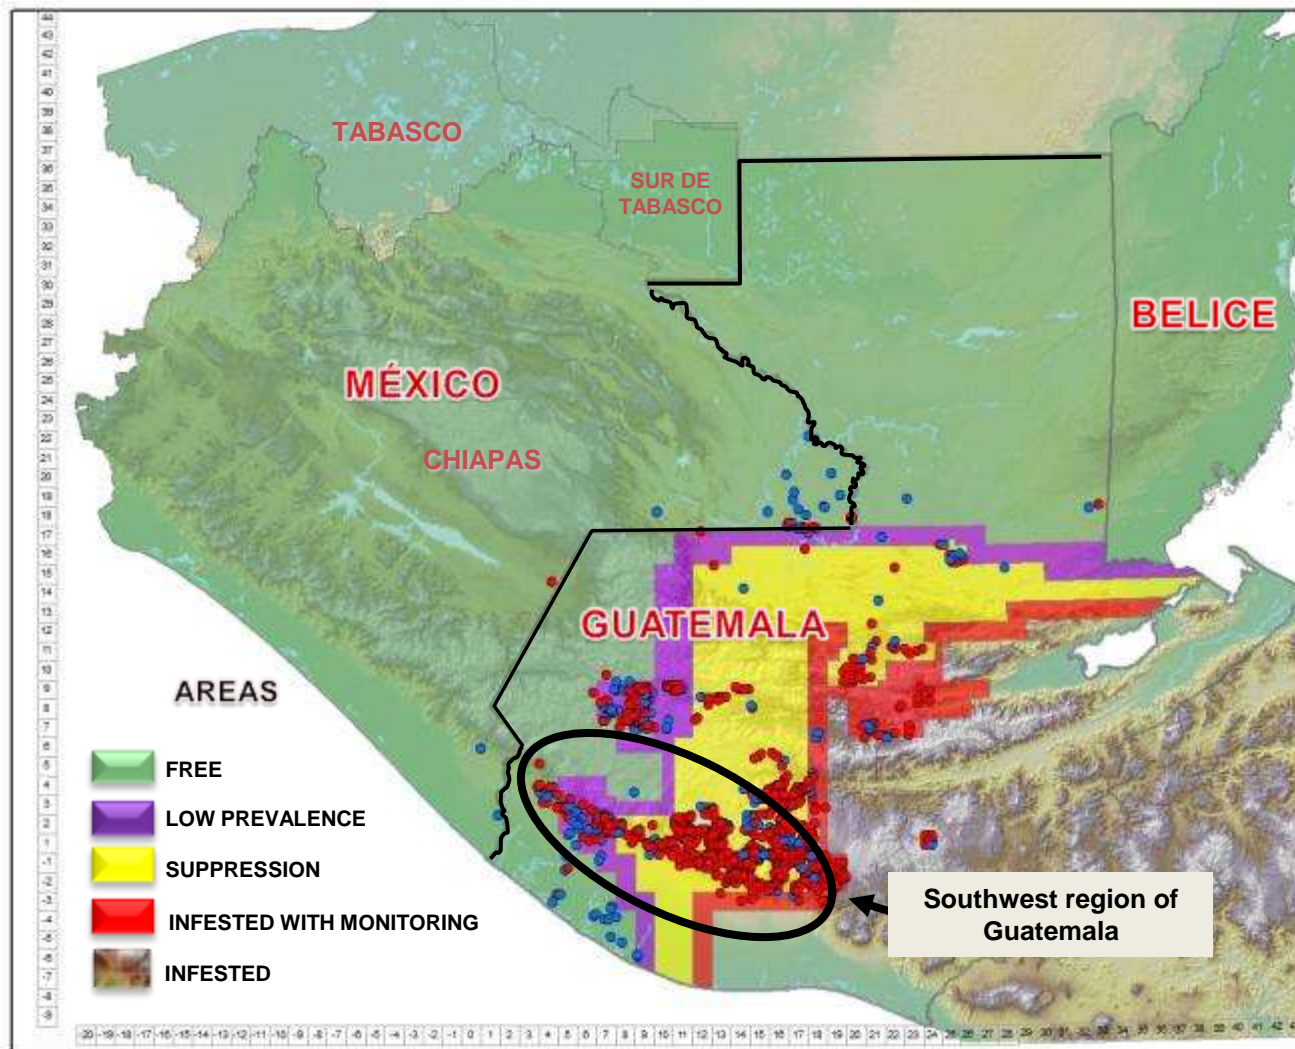 TABASCO
SUR DE
TABASCO
BELICE
MÉXICO
CHIAPAS
GUATEMALA
AREAS
FREE
LOW PREVALENCE
SUPPRESSION
INFESTED WITH MONITORING
INFESTED
Southwest region of
Guatemala